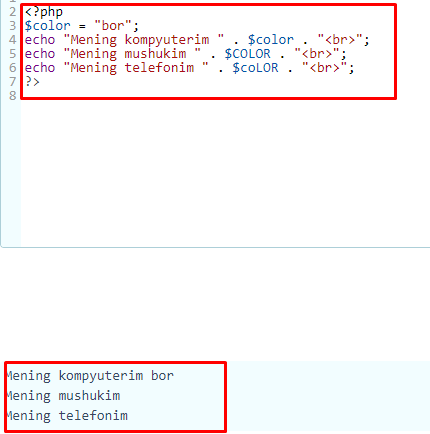 2 <?php
3 $color = "bor";
4 echo "Mening kompyuterim " . $color . "<br>";
5 echo "Mening mushukim " . $COLOR . "<br>";
6 echo "Mening telefonim " . $coLOR . "<br>";
7 ?>
8
Mening kompyuterim bor
Mening mushukim
Mening telefonim